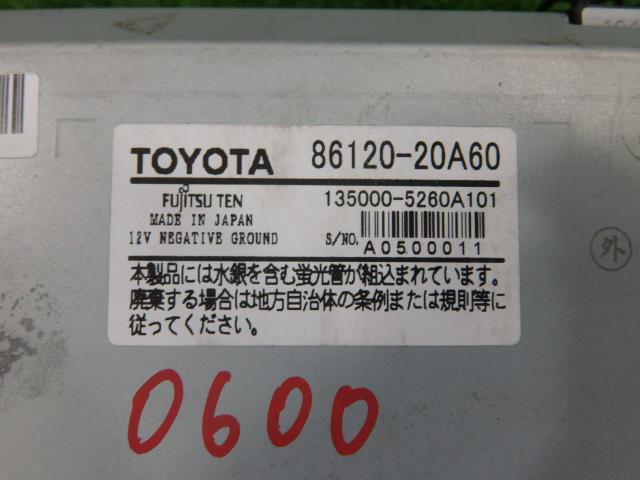 TOYOTA 86120-20A60
FUJITSU TEN 135000-5260A101
MADE IN JAPAN
12V NEGATIVE GROUND S/NO. A0500011
本製品には水銀を含む蛍光管が組込まれています。
廃棄する場合は地方自治体の条例または規則等に
従ってください。
外
0600